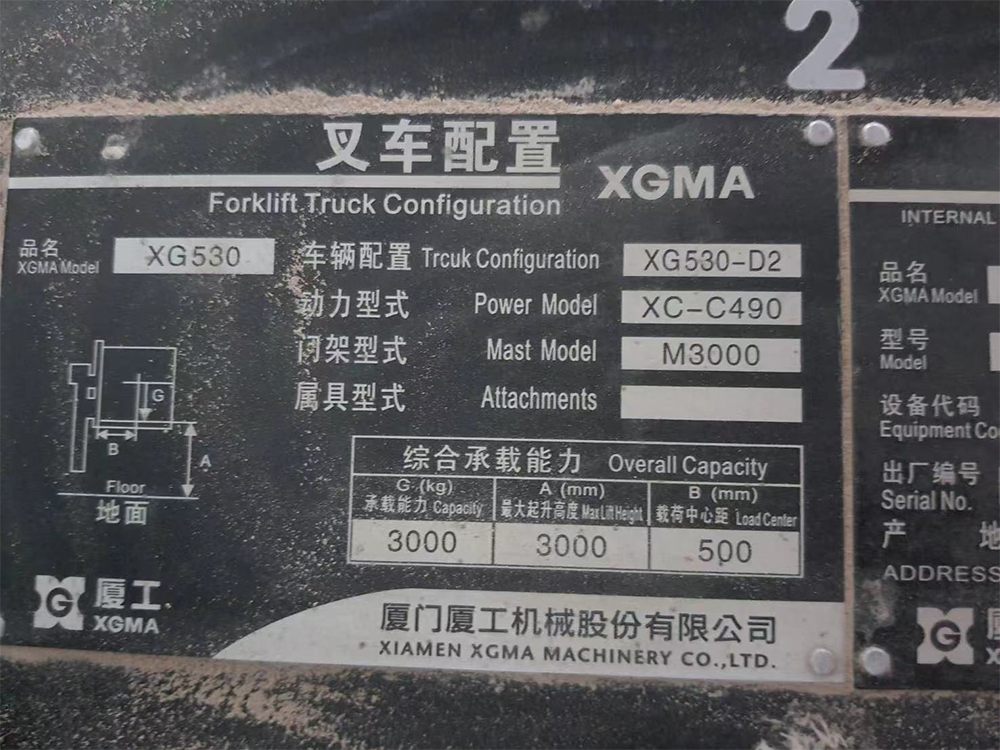 2
叉车配置
XGMA
Forklift Truck Configuration
品名
XGMA Model
XG530
车辆配置 Trcuk Configuration XG530-D2
动力型式 Power Model XC-C490
门架型式 Mast Model M3000
属具型式 Attachments
G
B
A
Floor
地面
综合承载能力 Overall Capacity
G (kg) A (mm) B (mm)
承载能力 Capacity 最大起升高度 Max Lift Height 载荷中心距 Load Center
3000 3000 500
G 厦工
XGMA
厦门厦工机械股份有限公司
XIAMEN XGMA MACHINERY CO.,LTD.
INTERNAL
品名
XGMA Model
型号
Model
设备代码
Equipment Co
出厂编号
Serial No.
产
ADDRESS
G